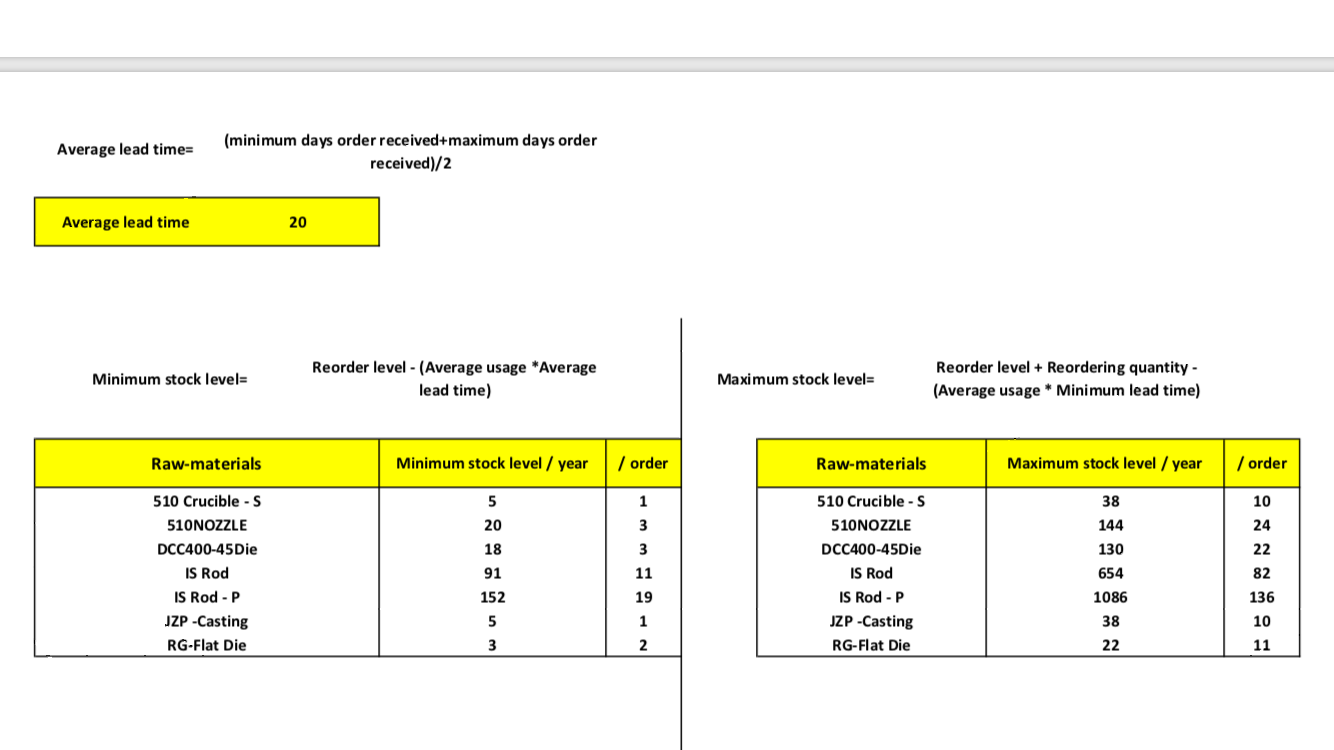 Average lead time=
(minimum days order received+maximum days order
received)/2
Average lead time 20
Minimum stock level=
Reorder level - (Average usage *Average
lead time)
Raw-materials Minimum stock level / year / order
510 Crucible - S 5 1
510NOZZLE 20 3
DCC400-45Die 18 3
IS Rod 91 11
IS Rod - P 152 19
JZP -Casting 5 1
RG-Flat Die 3 2
Maximum stock level=
Reorder level + Reordering quantity -
(Average usage * Minimum lead time)
Raw-materials Maximum stock level / year / order
510 Crucible - S 38 10
510NOZZLE 144 24
DCC400-45Die 130 22
IS Rod 654 82
IS Rod - P 1086 136
JZP -Casting 38 10
RG-Flat Die 22 11